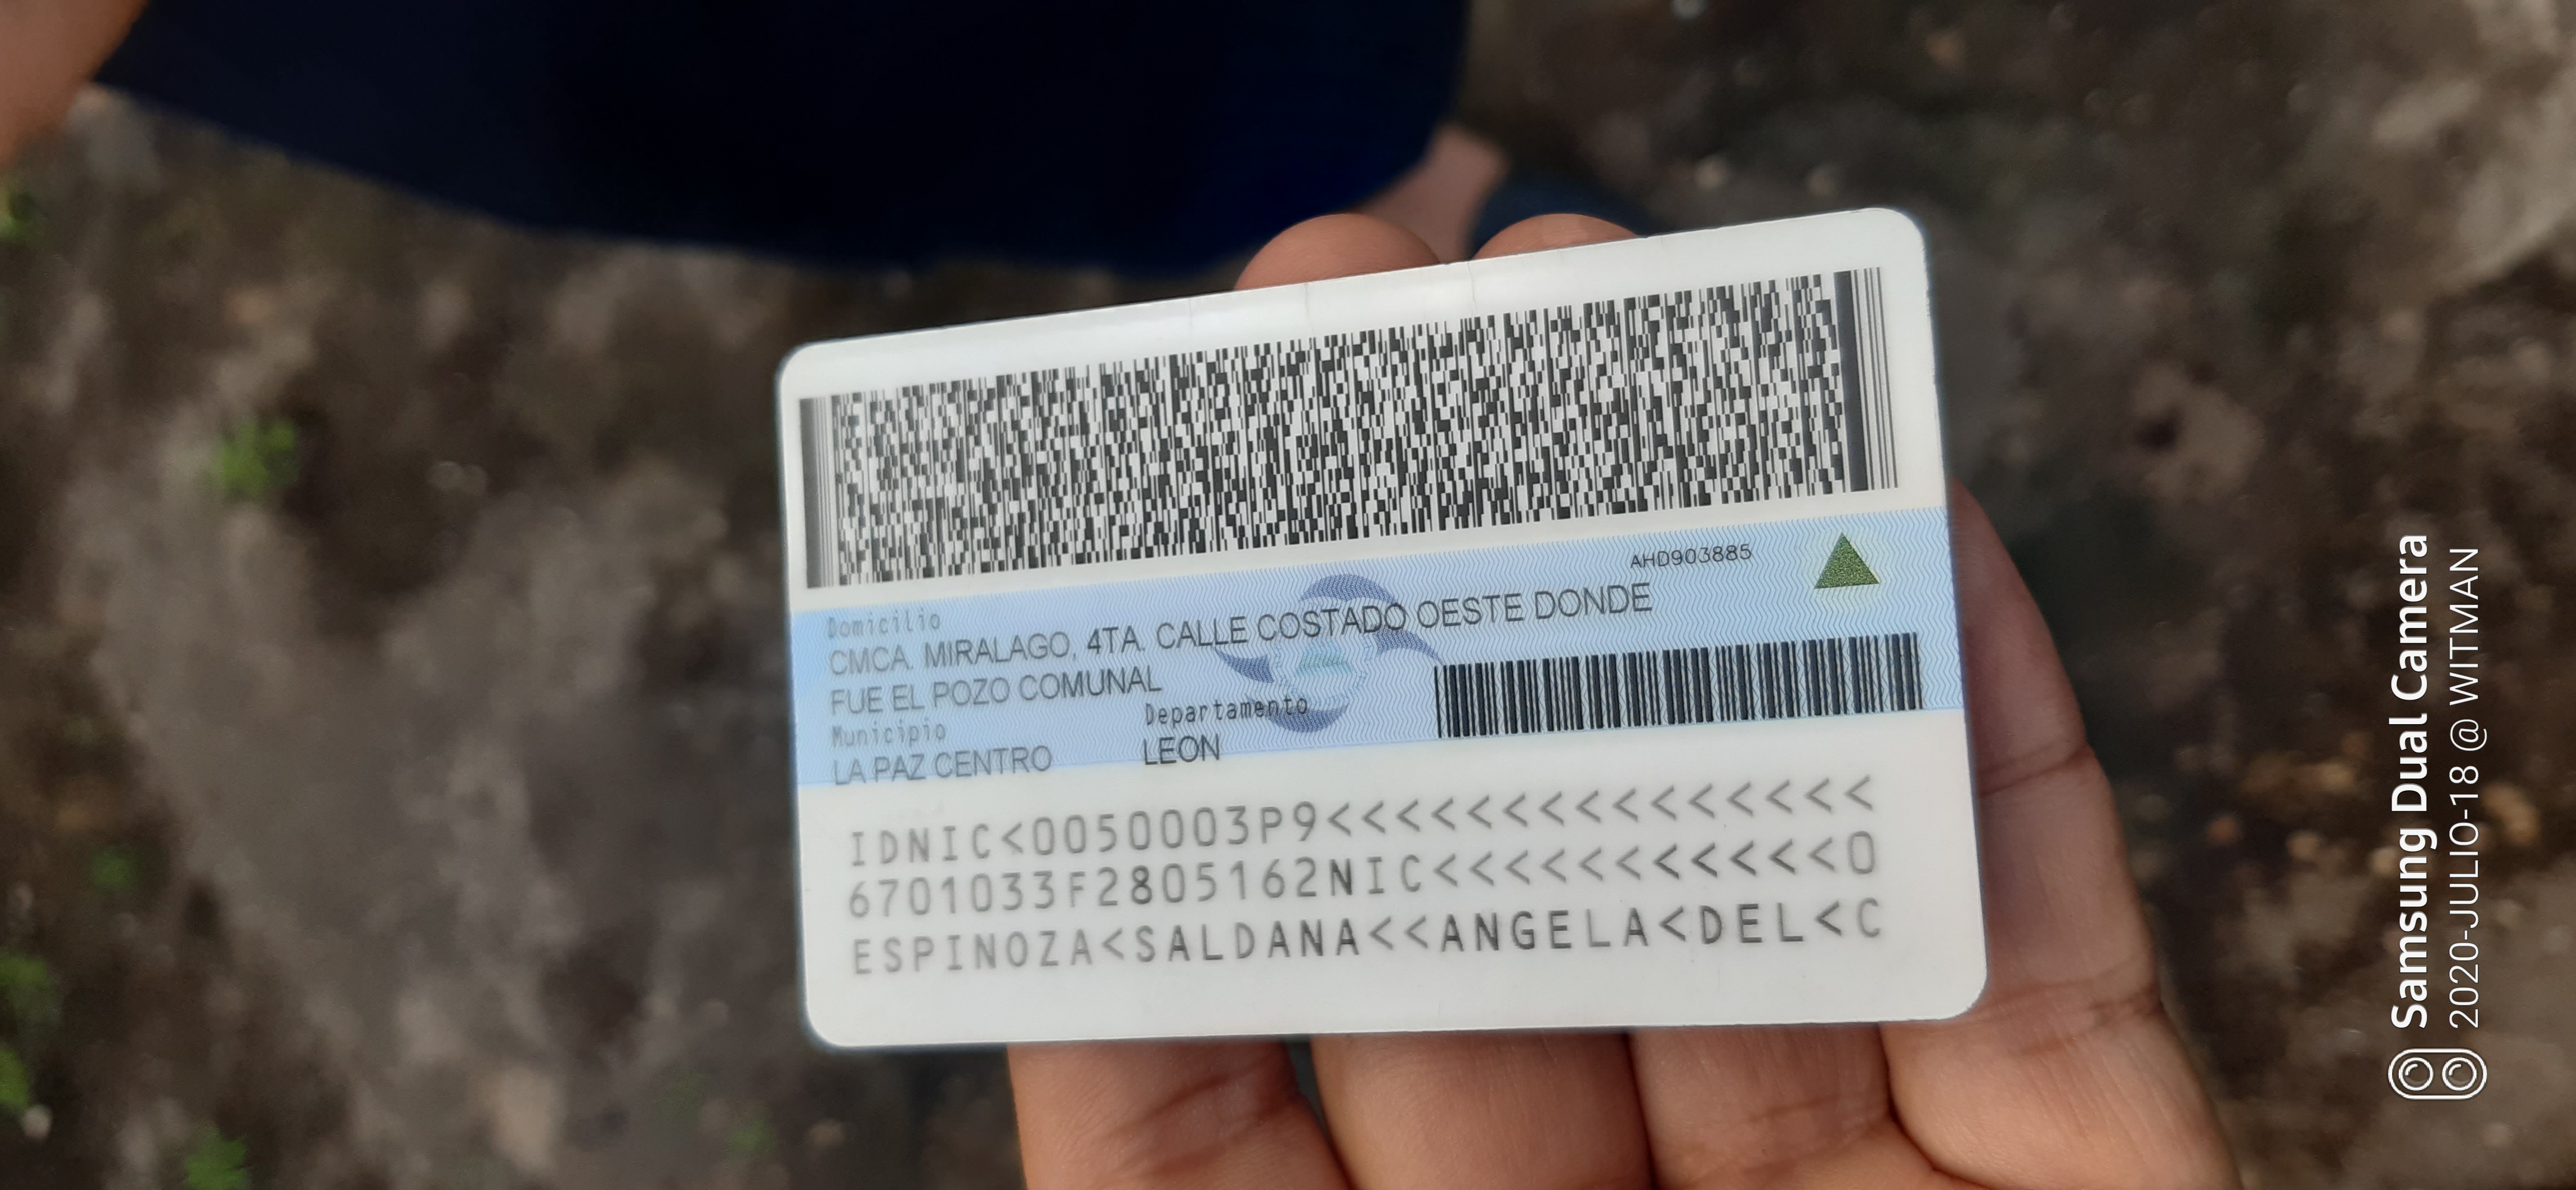 AHD903885
Domicilio
CMCA. MIRALAGO, 4TA. CALLE COSTADO OESTE DONDE
FUE EL POZO COMUNAL
Municipio Departamento
LA PAZ CENTRO LEON
IDNIC<0050003P9<<<<<<<<<<<<<<<
6701033F2805162NIC<<<<<<<<<<<0
ESPINOZA<SALDANA<<ANGELA<DEL<C
Samsung Dual Camera
2020-JULIO-18 @ WITMAN